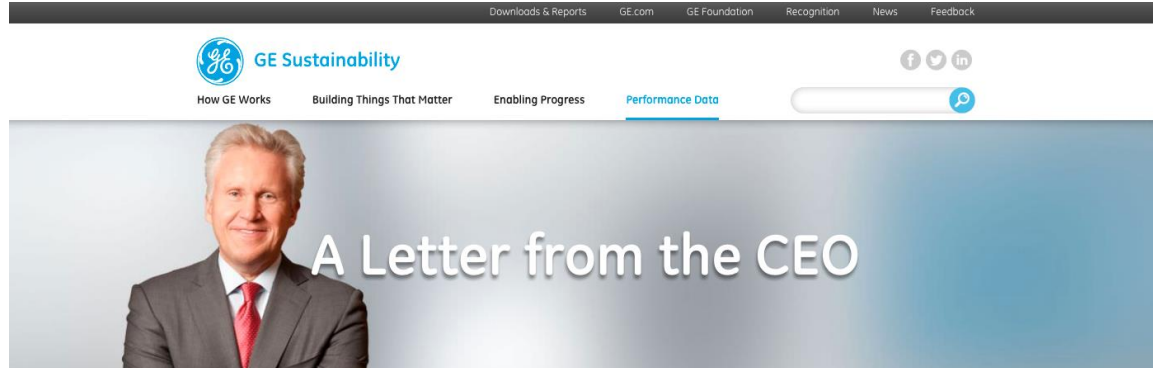 Downloads & Reports GE.com GE Foundation Recognition News Feedback
GE Sustainability
How GE Works Building Things That Matter Enabling Progress Performance Data
A Letter from the CEO